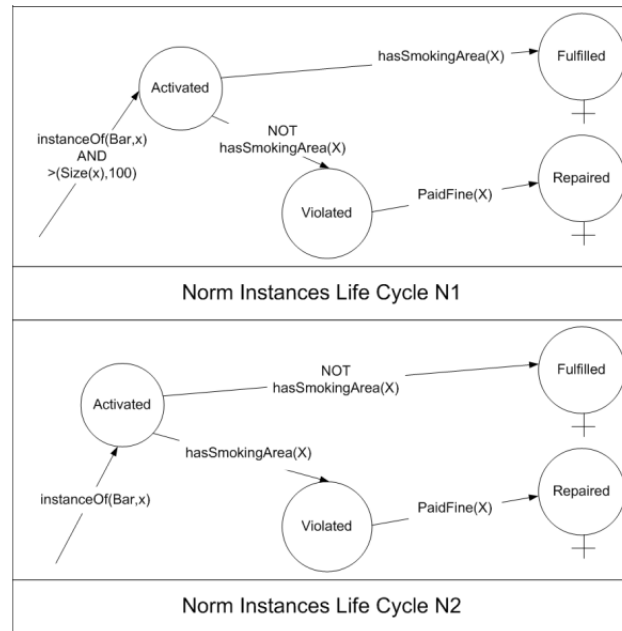 Activated
hasSmokingArea(X)
Fulfilled
instanceOf(Bar,x)
AND
>(Size(x),100)
NOT
hasSmokingArea(X)
Violated
PaidFine(X)
Repaired
Norm Instances Life Cycle N1
Activated
NOT
hasSmokingArea(X)
Fulfilled
instanceOf(Bar,x)
hasSmokingArea(X)
Violated
PaidFine(X)
Repaired
Norm Instances Life Cycle N2